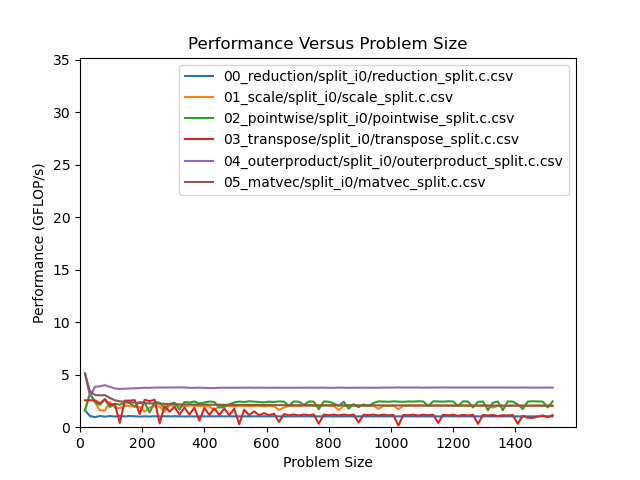 Performance Versus Problem Size
35
30
25
20
15
10
5
0
Performance (GFLOP/s)
00_reduction/split_i0/reduction_split.c.csv
01_scale/split_i0/scale_split.c.csv
02_pointwise/split_i0/pointwise_split.c.csv
03_transpose/split_i0/transpose_split.c.csv
04_outerproduct/split_i0/outerproduct_split.c.csv
05_matvec/split_i0/matvec_split.c.csv
0 200 400 600 800 1000 1200 1400
Problem Size